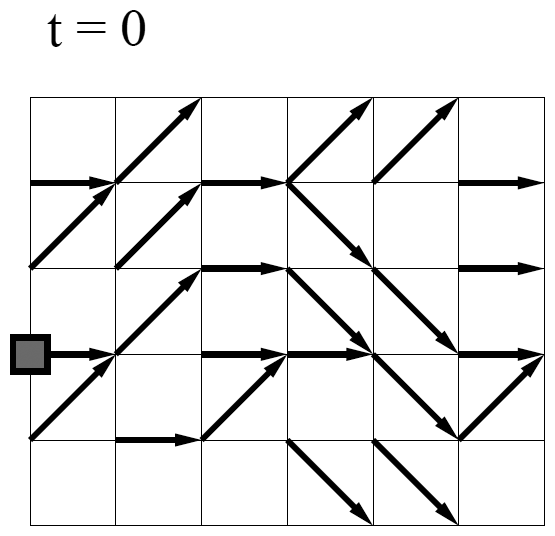 t = 0